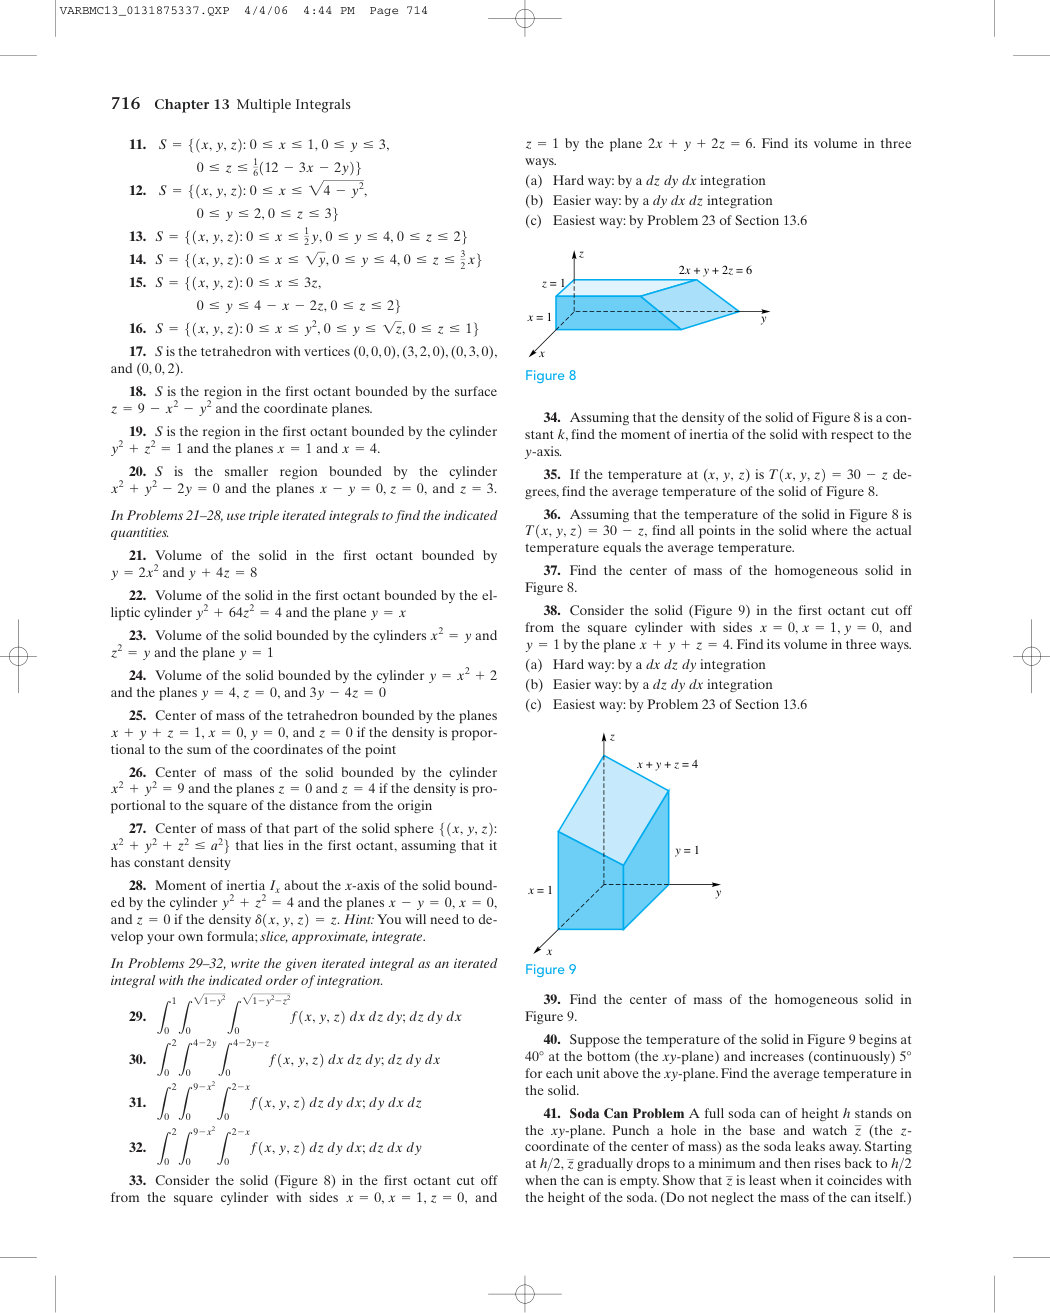 VARBMC13_0131875337.QXP 4/4/06 4:44 PM Page 714
716 Chapter 13 Multiple Integrals
11. S = {(x, y, z): 0 ≤ x ≤ 1, 0 ≤ y ≤ 3,
0 ≤ z ≤ 1/6(12 − 3x − 2y)}
12. S = {(x, y, z): 0 ≤ x ≤ √(4 − y²),
0 ≤ y ≤ 2, 0 ≤ z ≤ 3}
13. S = {(x, y, z): 0 ≤ x ≤ 1/2 y, 0 ≤ y ≤ 4, 0 ≤ z ≤ 2}
14. S = {(x, y, z): 0 ≤ x ≤ √y, 0 ≤ y ≤ 4, 0 ≤ z ≤ 3/2 x}
15. S = {(x, y, z): 0 ≤ x ≤ 3z,
0 ≤ y ≤ 4 − x − 2z, 0 ≤ z ≤ 2}
16. S = {(x, y, z): 0 ≤ x ≤ y², 0 ≤ y ≤ √z, 0 ≤ z ≤ 1}
17. S is the tetrahedron with vertices (0, 0, 0), (3, 2, 0), (0, 3, 0),
and (0, 0, 2).
18. S is the region in the first octant bounded by the surface
z = 9 − x² − y² and the coordinate planes.
19. S is the region in the first octant bounded by the cylinder
y² + z² = 1 and the planes x = 1 and x = 4.
20. S is the smaller region bounded by the cylinder
x² + y² − 2y = 0 and the planes x − y = 0, z = 0, and z = 3.
In Problems 21–28, use triple iterated integrals to find the indicated
quantities.
21. Volume of the solid in the first octant bounded by
y = 2x² and y + 4z = 8
22. Volume of the solid in the first octant bounded by the el-
liptic cylinder y² + 64z² = 4 and the plane y = x
23. Volume of the solid bounded by the cylinders x² = y and
z² = y and the plane y = 1
24. Volume of the solid bounded by the cylinder y = x² + 2
and the planes y = 4, z = 0, and 3y − 4z = 0
25. Center of mass of the tetrahedron bounded by the planes
x + y + z = 1, x = 0, y = 0, and z = 0 if the density is propor-
tional to the sum of the coordinates of the point
26. Center of mass of the solid bounded by the cylinder
x² + y² = 9 and the planes z = 0 and z = 4 if the density is pro-
portional to the square of the distance from the origin
27. Center of mass of that part of the solid sphere {(x, y, z):
x² + y² + z² ≤ a²} that lies in the first octant, assuming that it
has constant density
28. Moment of inertia Iₓ about the x-axis of the solid bound-
ed by the cylinder y² + z² = 4 and the planes x − y = 0, x = 0,
and z = 0 if the density δ(x, y, z) = z. Hint: You will need to de-
velop your own formula; slice, approximate, integrate.
In Problems 29–32, write the given iterated integral as an iterated
integral with the indicated order of integration.
29. ∫₀^1 ∫₀^√(1−y²) ∫₀^√(1−y²−z²) f(x, y, z) dx dz dy; dz dy dx
30. ∫₀^2 ∫₀^(4−2y) ∫₀^(4−2y−z) f(x, y, z) dx dz dy; dz dy dx
31. ∫₀^2 ∫₀^(9−x²) ∫₀^(2−x) f(x, y, z) dz dy dx; dy dx dz
32. ∫₀^2 ∫₀^(9−x²) ∫₀^(2−x) f(x, y, z) dz dy dx; dz dx dy
33. Consider the solid (Figure 8) in the first octant cut off
from the square cylinder with sides x = 0, x = 1, z = 0, and
z = 1 by the plane 2x + y + 2z = 6. Find its volume in three
ways.
(a) Hard way: by a dz dy dx integration
(b) Easier way: by a dy dx dz integration
(c) Easiest way: by Problem 23 of Section 13.6
z
2x + y + 2z = 6
z = 1
x = 1
y
x
Figure 8
34. Assuming that the density of the solid of Figure 8 is a con-
stant k, find the moment of inertia of the solid with respect to the
y-axis.
35. If the temperature at (x, y, z) is T(x, y, z) = 30 − z de-
grees, find the average temperature of the solid of Figure 8.
36. Assuming that the temperature of the solid in Figure 8 is
T(x, y, z) = 30 − z, find all points in the solid where the actual
temperature equals the average temperature.
37. Find the center of mass of the homogeneous solid in
Figure 8.
38. Consider the solid (Figure 9) in the first octant cut off
from the square cylinder with sides x = 0, x = 1, y = 0, and
y = 1 by the plane x + y + z = 4. Find its volume in three ways.
(a) Hard way: by a dx dz dy integration
(b) Easier way: by a dz dy dx integration
(c) Easiest way: by Problem 23 of Section 13.6
z
x + y + z = 4
y = 1
x = 1
y
x
Figure 9
39. Find the center of mass of the homogeneous solid in
Figure 9.
40. Suppose the temperature of the solid in Figure 9 begins at
40° at the bottom (the xy-plane) and increases (continuously) 5°
for each unit above the xy-plane. Find the average temperature in
the solid.
41. Soda Can Problem A full soda can of height h stands on
the xy-plane. Punch a hole in the base and watch z̄ (the z-
coordinate of the center of mass) as the soda leaks away. Starting
at h/2, z̄ gradually drops to a minimum and then rises back to h/2
when the can is empty. Show that z̄ is least when it coincides with
the height of the soda. (Do not neglect the mass of the can itself.)